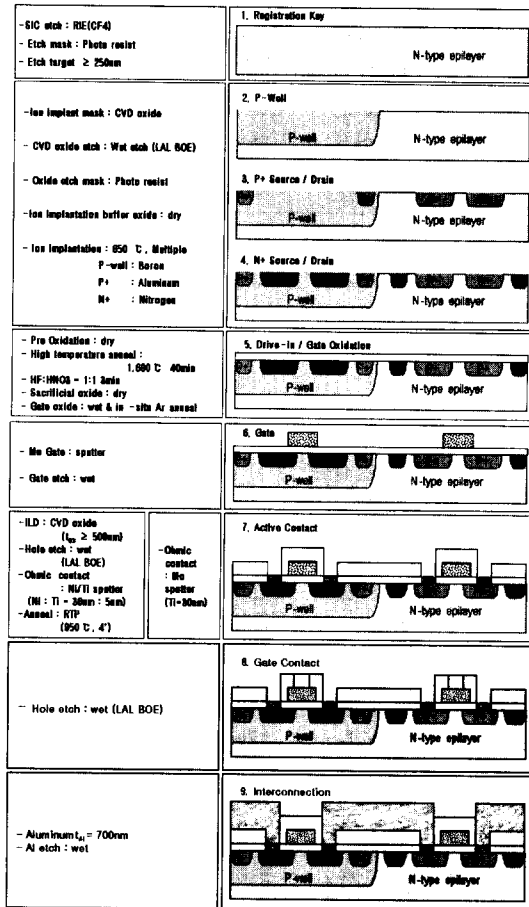 -SiC etch : RIE(CF4)
- Etch mask : Photo resist
- Etch target ≥ 250nm
1. Registration Key
N-type epilayer
-Ion implant mask : CVD oxide
- CVD oxide etch : Wet etch (LAL BOE)
- Oxide etch mask : Photo resist
-Ion implantation buffer oxide : dry
- Ion implantation : 650 ℃, Multiple
P-well : Boron
P+ : Aluminum
N+ : Nitrogen
2. P-Well
P-well
N-type epilayer
3. P+ Source / Drain
P-well
N-type epilayer
4. N+ Source / Drain
P-well
N-type epilayer
- Pre Oxidation : dry
- High temperature anneal :
1,600 ℃ 40min
- HF:HNO3 = 1:1 3min
- Sacrificial oxide : dry
- Gate oxide : wet & in -situ Ar anneal
5. Drive-in / Gate Oxidation
P-well
N-type epilayer
- Mo Gate : sputter
- Gate etch : wet
6. Gate
P-well
N-type epilayer
-ILD : CVD oxide
(tox ≥ 500nm)
-Hole etch : wet
(LAL BOE)
-Ohmic contact
: Ni/Ti sputter
(Ni : Ti = 30nm : 5nm)
-Anneal : RTP
(950 ℃, 4")
-Ohmic
contact
: Mo
sputter
(Ti=30nm)
7. Active Contact
P-well
N-type epilayer
- Hole etch : wet (LAL BOE)
8. Gate Contact
P-well
N-type epilayer
- Aluminum tAl = 700nm
- Al etch : wet
9. Interconnection
P-well
N-type epilayer